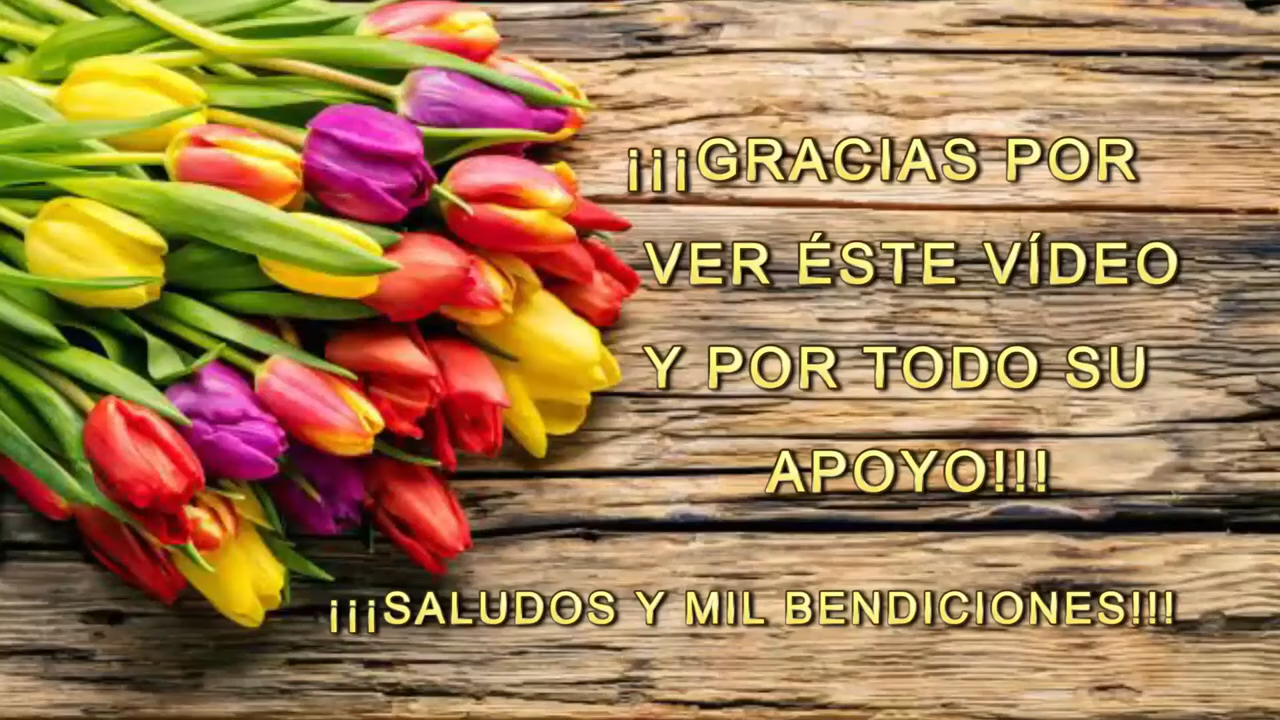 ¡¡¡GRACIAS POR
VER ÉSTE VÍDEO
Y POR TODO SU
APOYO!!!
¡¡¡SALUDOS Y MIL BENDICIONES!!!